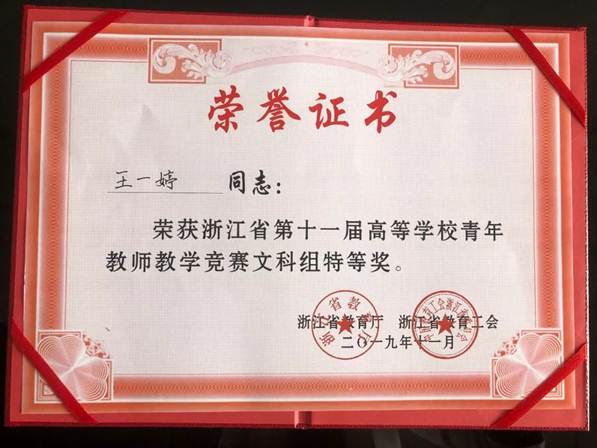 荣誉证书
王一婷 同志：
荣获浙江省第十一届高等学校青年
教师教学竞赛文科组特等奖。
浙江省教育厅 浙江省教育工会
二〇一九年十一月